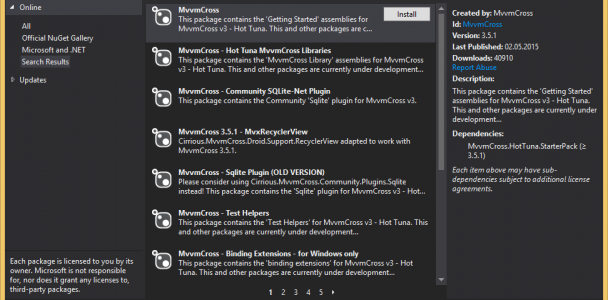 Online
All
Official NuGet Gallery
Microsoft and .NET
Search Results
Updates
Each package is licensed to you by its
owner. Microsoft is not responsible
for, nor does it grant any licenses to,
third-party packages.
MvvmCross
This package contains the 'Getting Started' assemblies for
MvvmCross v3 - Hot Tuna. This and other packages are c...
Install
MvvmCross - Hot Tuna MvvmCross Libraries
This package contains the 'MvvmCross Library' assemblies for
MvvmCross v3 - Hot Tuna. This and other packages are
currently under development...
MvvmCross - Community SQLite-Net Plugin
This package contains the Community 'Sqlite' plugin for MvvmCross v3.
MvvmCross 3.5.1 - MvxRecyclerView
Cirrious.MvvmCross.Droid.Support.RecyclerView adapted to work with
MvvmCross 3.5.1.
MvvmCross - Sqlite Plugin (OLD VERSION)
Please consider using Cirrious.MvvmCross.Community.Plugins.Sqlite
instead! This package contains the 'Sqlite' plugin for MvvmCross v3 - Hot...
MvvmCross - Test Helpers
This package contains the 'Test Helpers' for MvvmCross v3 - Hot Tuna. This
and other packages are currently under development...
MvvmCross - Binding Extensions - for Windows only
This package contains the 'binding extensions' for MvvmCross v3 - Hot
Tuna. This and other packages are currently under development...
1 2 3 4 5
Created by: MvvmCross
Id: MvvmCross
Version: 3.5.1
Last Published: 02.05.2015
Downloads: 40910
Report Abuse
Description:
This package contains the 'Getting Started'
assemblies for MvvmCross v3 - Hot Tuna.
This and other packages are currently under
development...
Dependencies:
MvvmCross.HotTuna.StarterPack (≥
3.5.1)
Each item above may have sub-
dependencies subject to additional license
agreements.